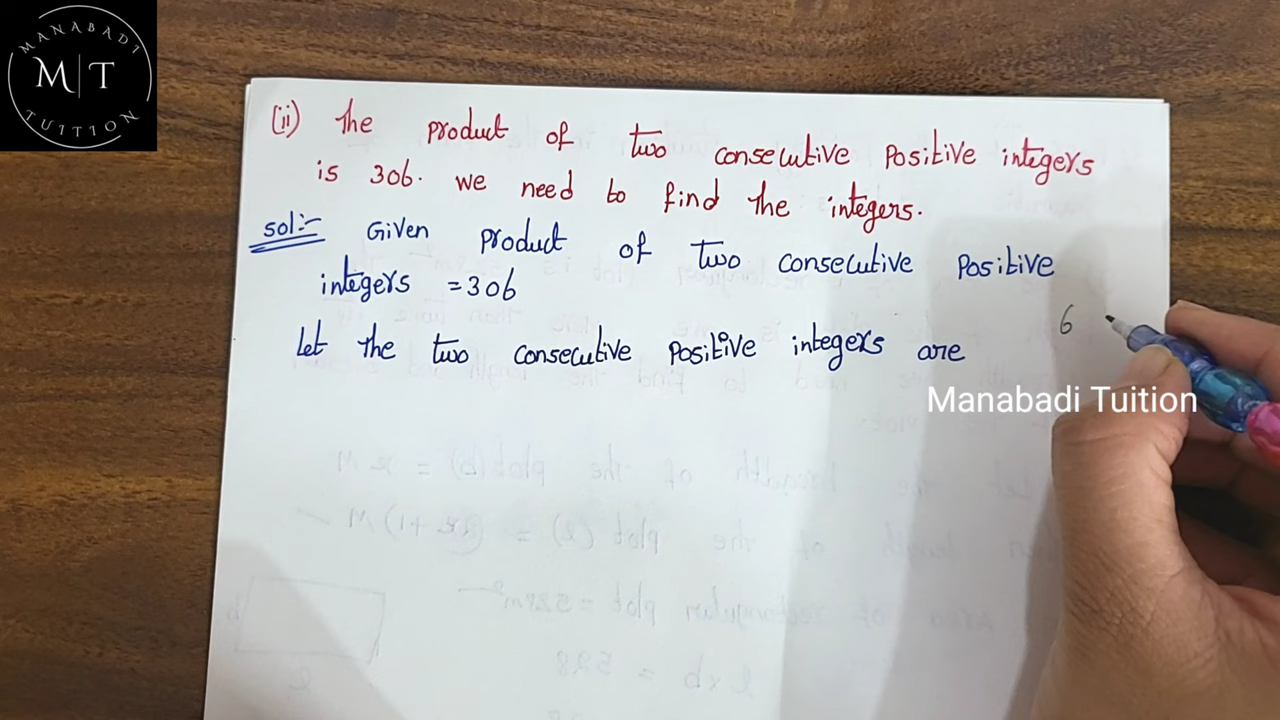 MANABADI
M|T
TUITION
(ii) The product of two consecutive positive integers
is 306. we need to find the integers.
sol:- Given product of two consecutive positive
integers = 306
let the two consecutive positive integers are
6
Manabadi Tuition